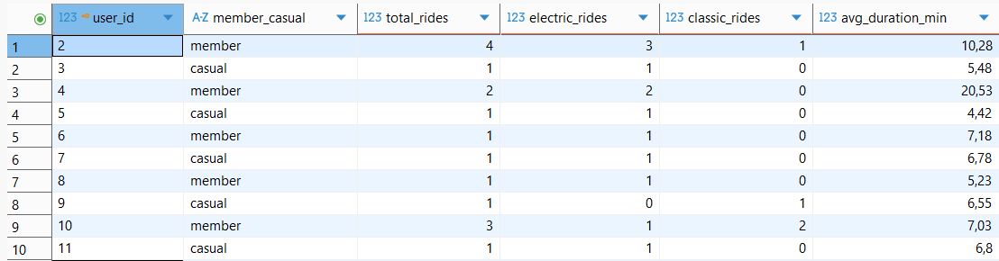 123 user_id A-Z member_casual 123 total_rides 123 electric_rides 123 classic_rides 123 avg_duration_min
1 2 member 4 3 1 10,28
2 3 casual 1 1 0 5,48
3 4 member 2 2 0 20,53
4 5 casual 1 1 0 4,42
5 6 member 1 1 0 7,18
6 7 casual 1 1 0 6,78
7 8 member 1 1 0 5,23
8 9 casual 1 0 1 6,55
9 10 member 3 1 2 7,03
10 11 casual 1 1 0 6,8